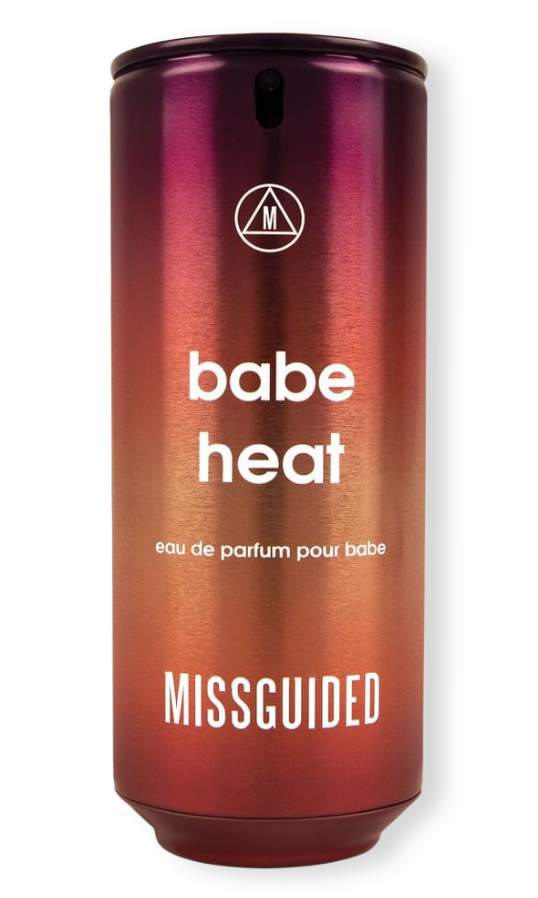 M
babe
heat
eau de parfum pour babe
MISSGUIDED